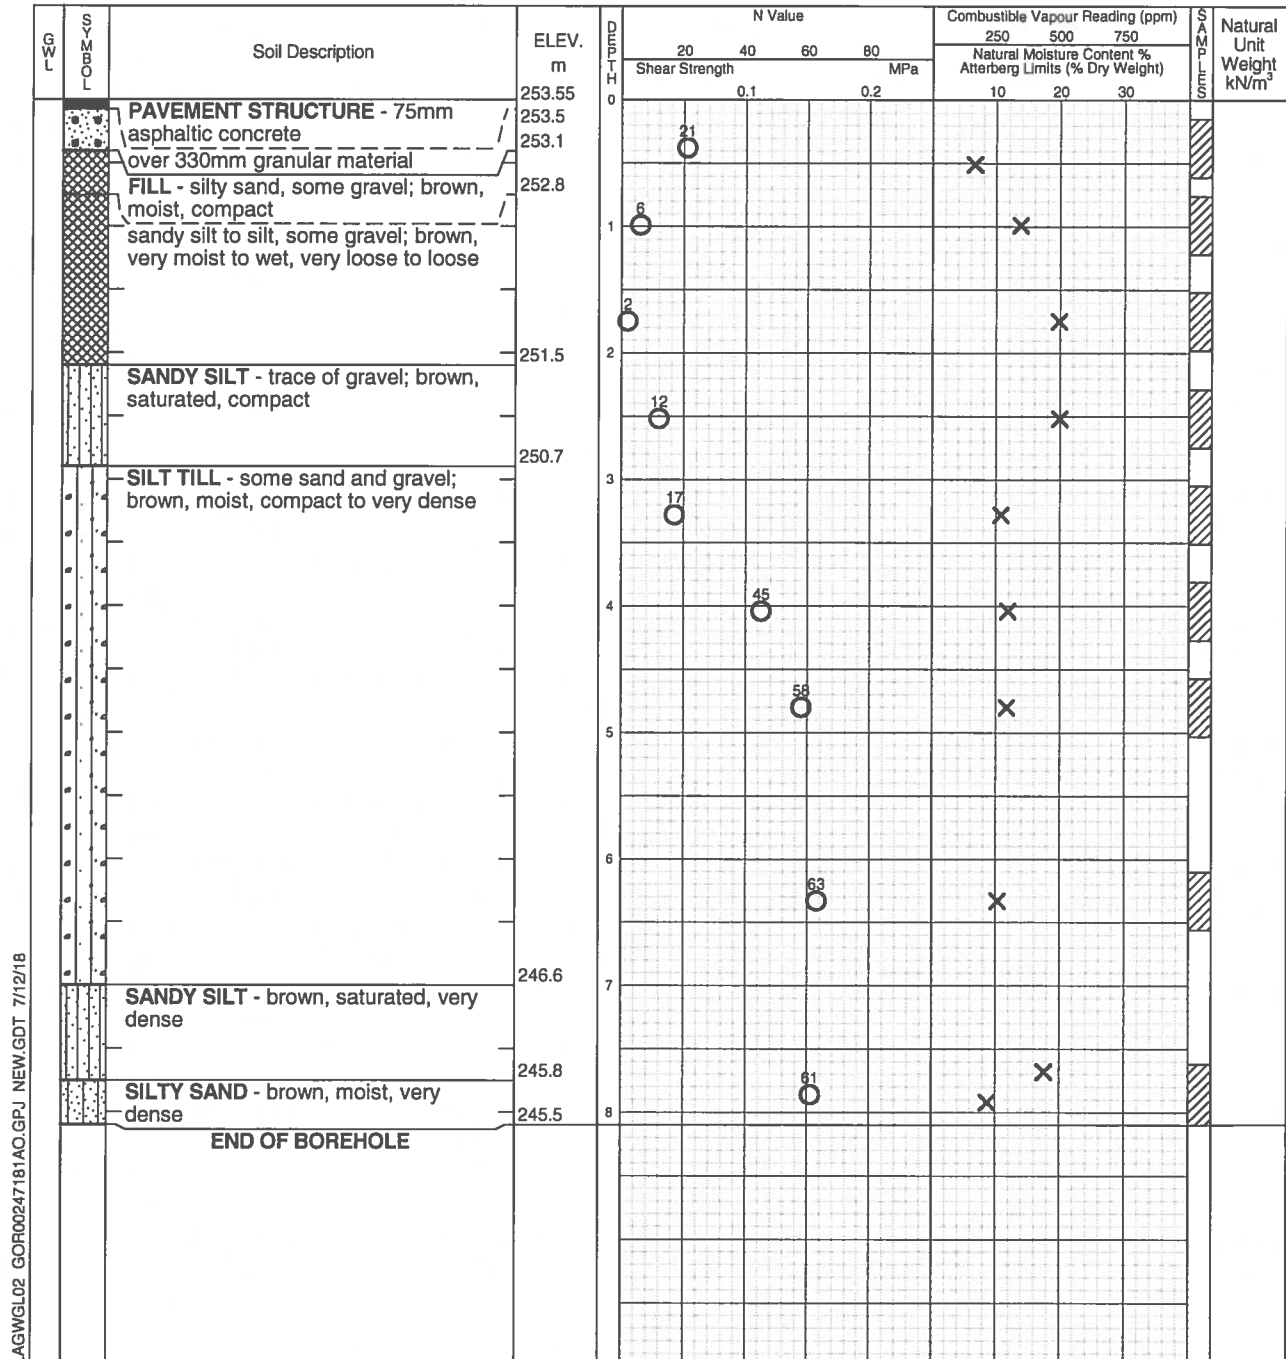 GWL
SYMBOL
Soil Description
ELEV.
m
DEPTH
N Value
20 40 60 80
Shear Strength MPa
0.1 0.2
Combustible Vapour Reading (ppm)
250 500 750
Natural Moisture Content %
Atterberg Limits (% Dry Weight)
10 20 30
SAMPLES
Natural
Unit
Weight
kN/m³
253.55
0
PAVEMENT STRUCTURE - 75mm
253.5
asphaltic concrete
253.1
over 330mm granular material
FILL - silty sand, some gravel; brown,
252.8
moist, compact
sandy silt to silt, some gravel; brown,
very moist to wet, very loose to loose
251.5
SANDY SILT - trace of gravel; brown,
saturated, compact
250.7
SILT TILL - some sand and gravel;
brown, moist, compact to very dense
246.6
SANDY SILT - brown, saturated, very
dense
245.8
SILTY SAND - brown, moist, very
dense
245.5
END OF BOREHOLE
1
2
3
4
5
6
7
8
21
6
2
12
17
45
58
63
61
AGWGL02 GOR00247181AO.GPJ NEW.GDT 7/12/18